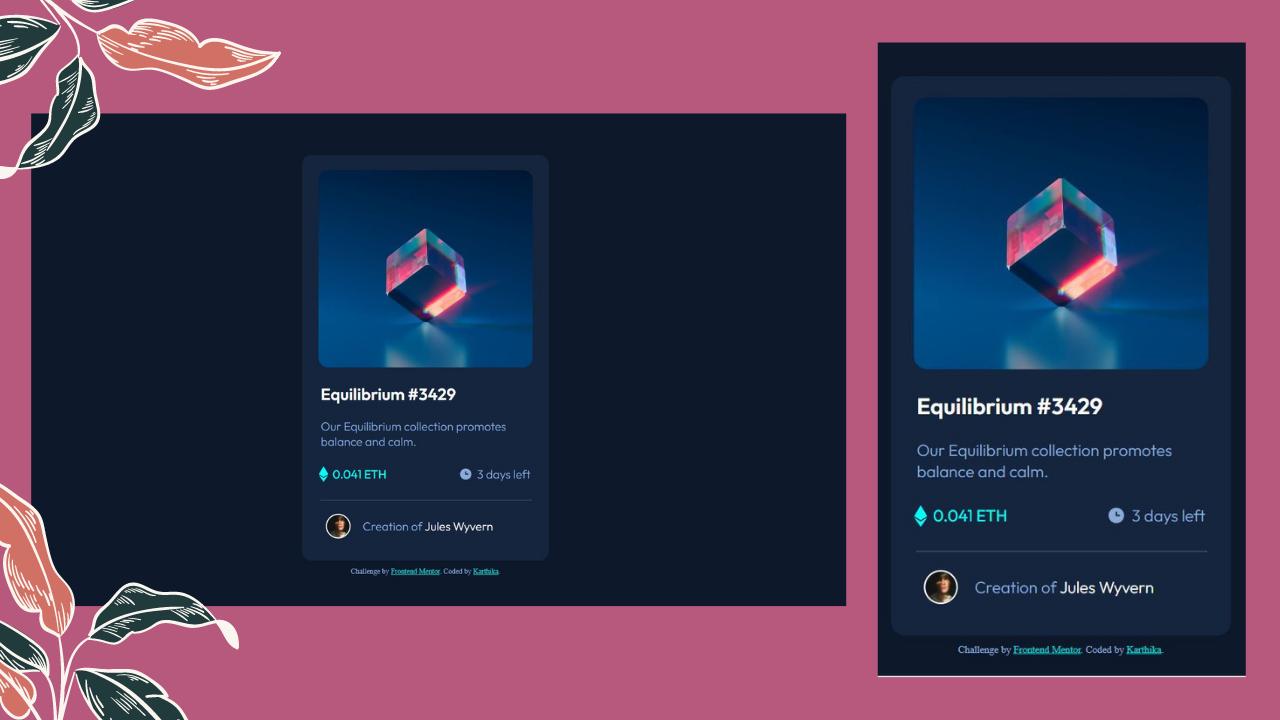 Equilibrium #3429
Our Equilibrium collection promotes
balance and calm.
0.041 ETH
3 days left
Creation of Jules Wyvern
Challenge by Frontend Mentor. Coded by Karthika.
Equilibrium #3429
Our Equilibrium collection promotes
balance and calm.
0.041 ETH
3 days left
Creation of Jules Wyvern
Challenge by Frontend Mentor. Coded by Karthika.